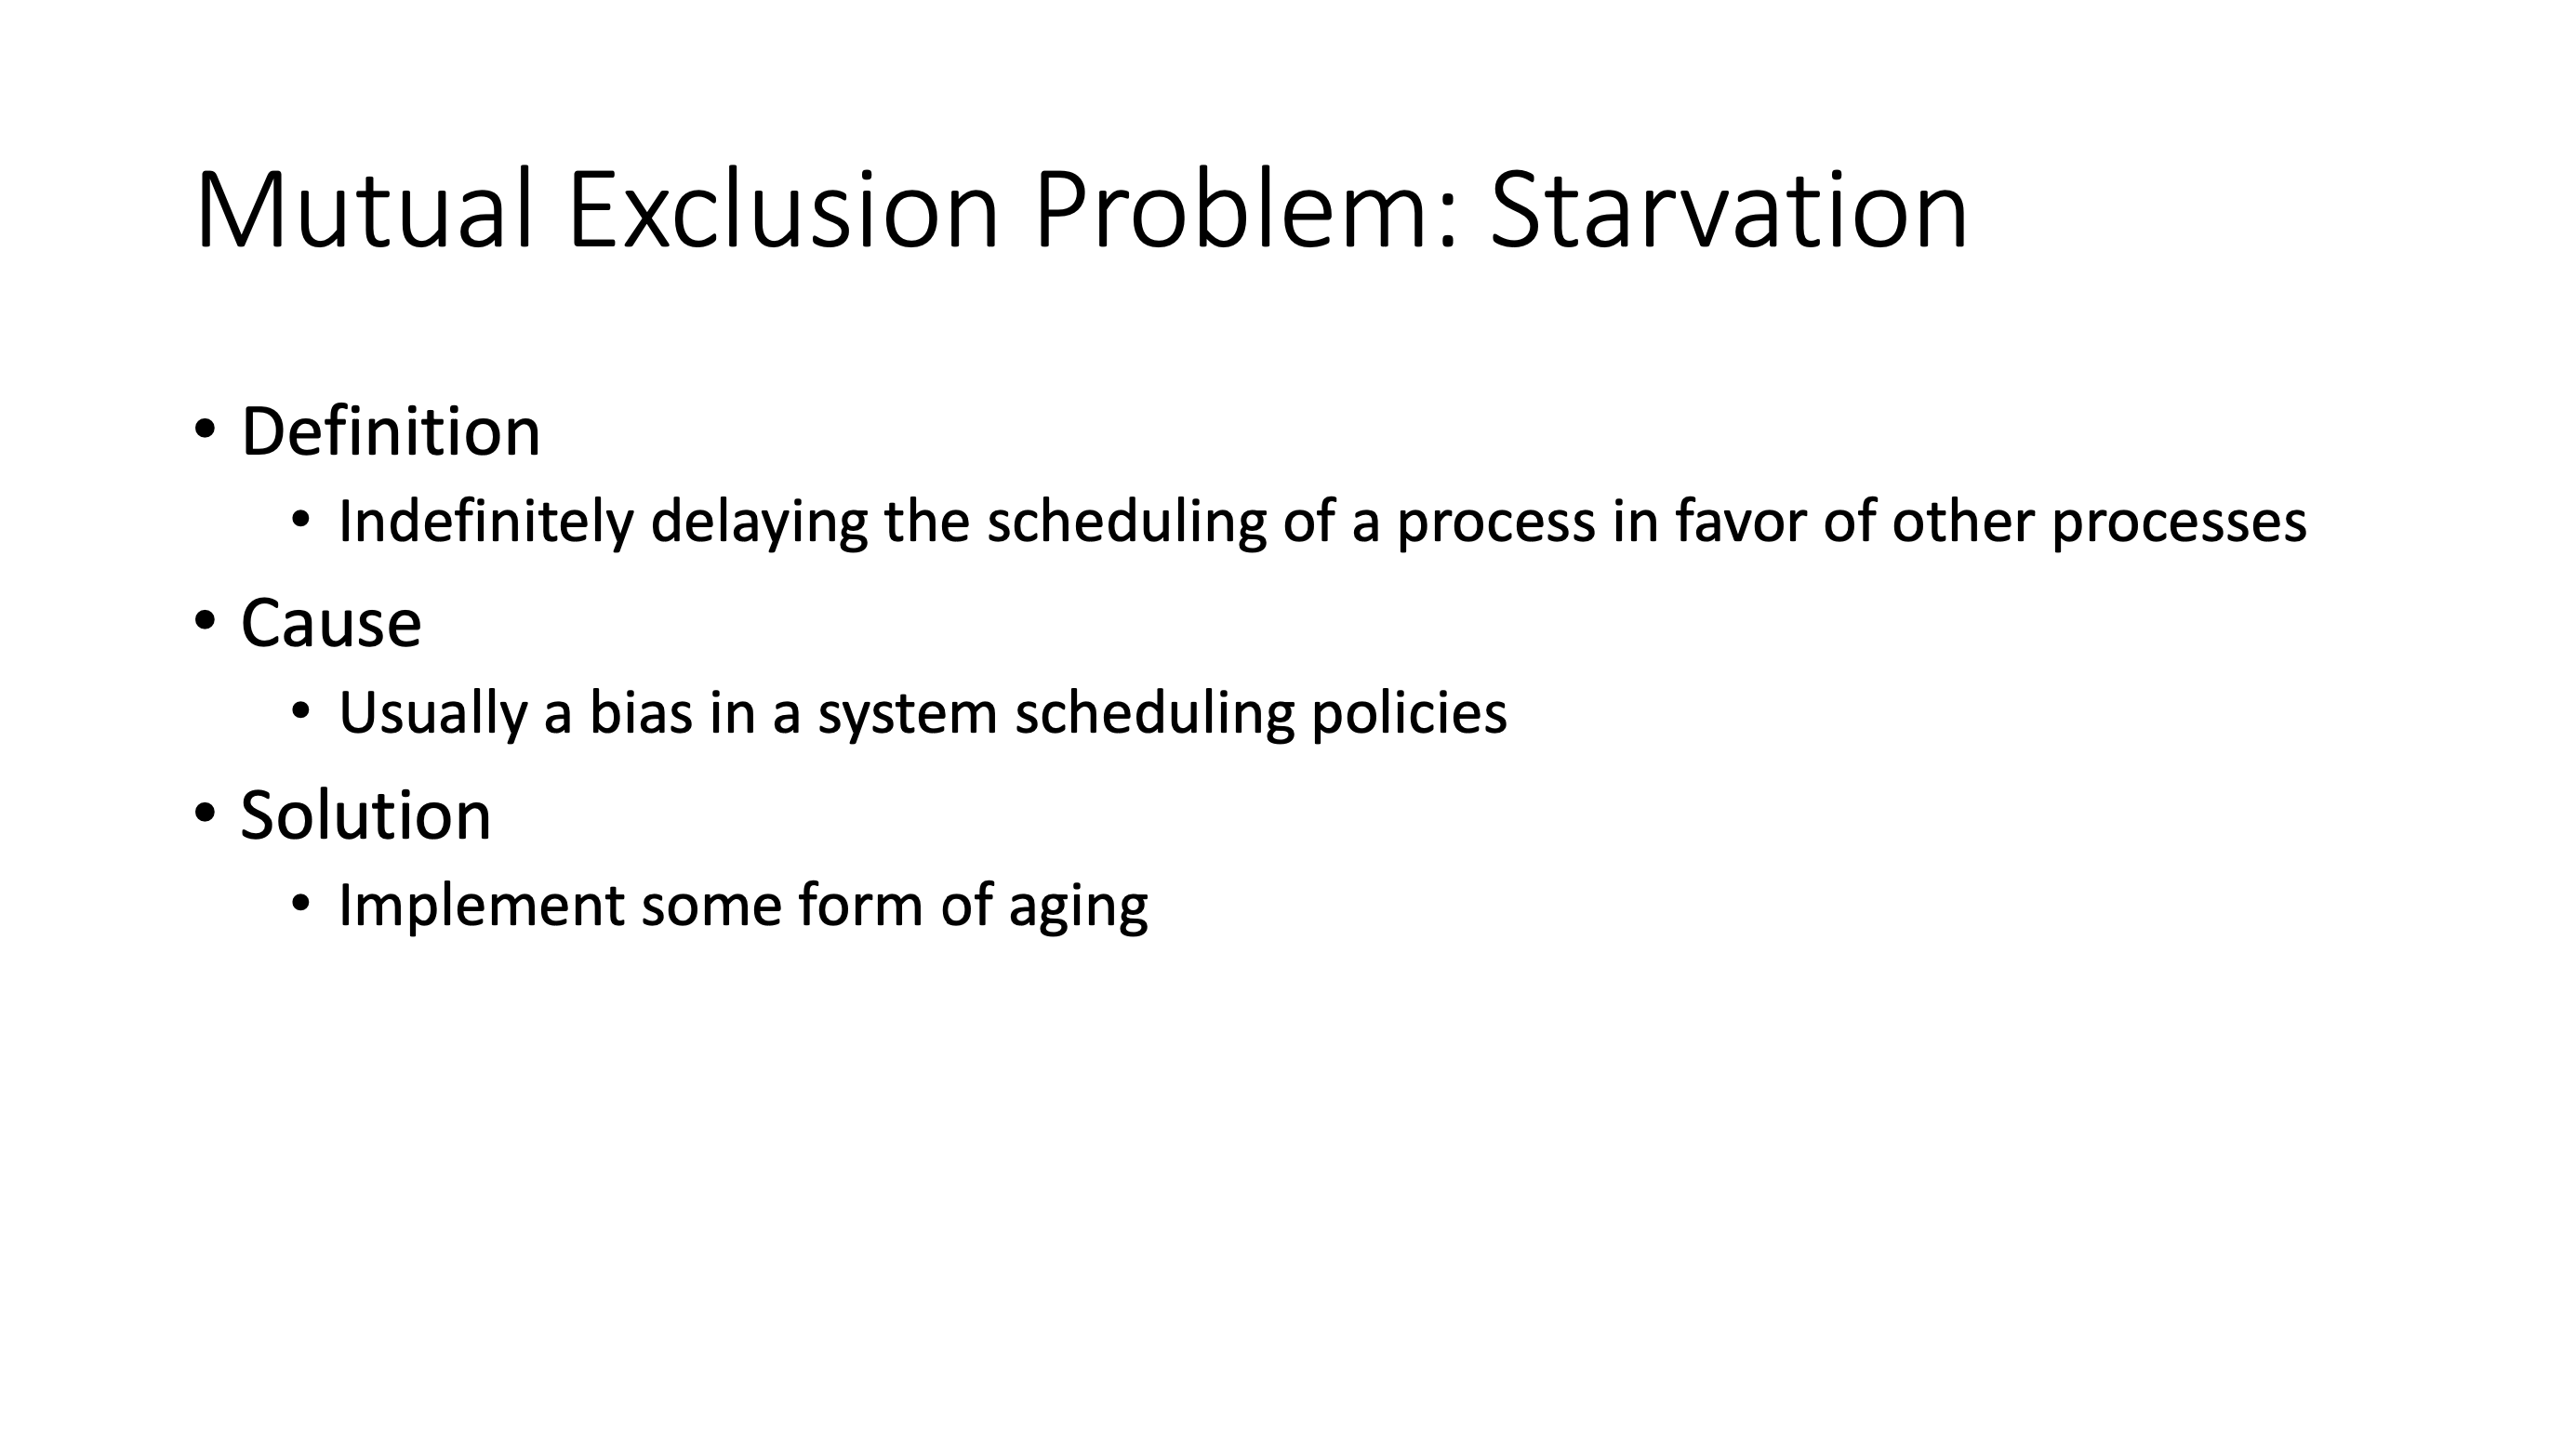 Mutual Exclusion Problem: Starvation
• Definition
• Indefinitely delaying the scheduling of a process in favor of other processes
• Cause
• Usually a bias in a system scheduling policies
• Solution
• Implement some form of aging